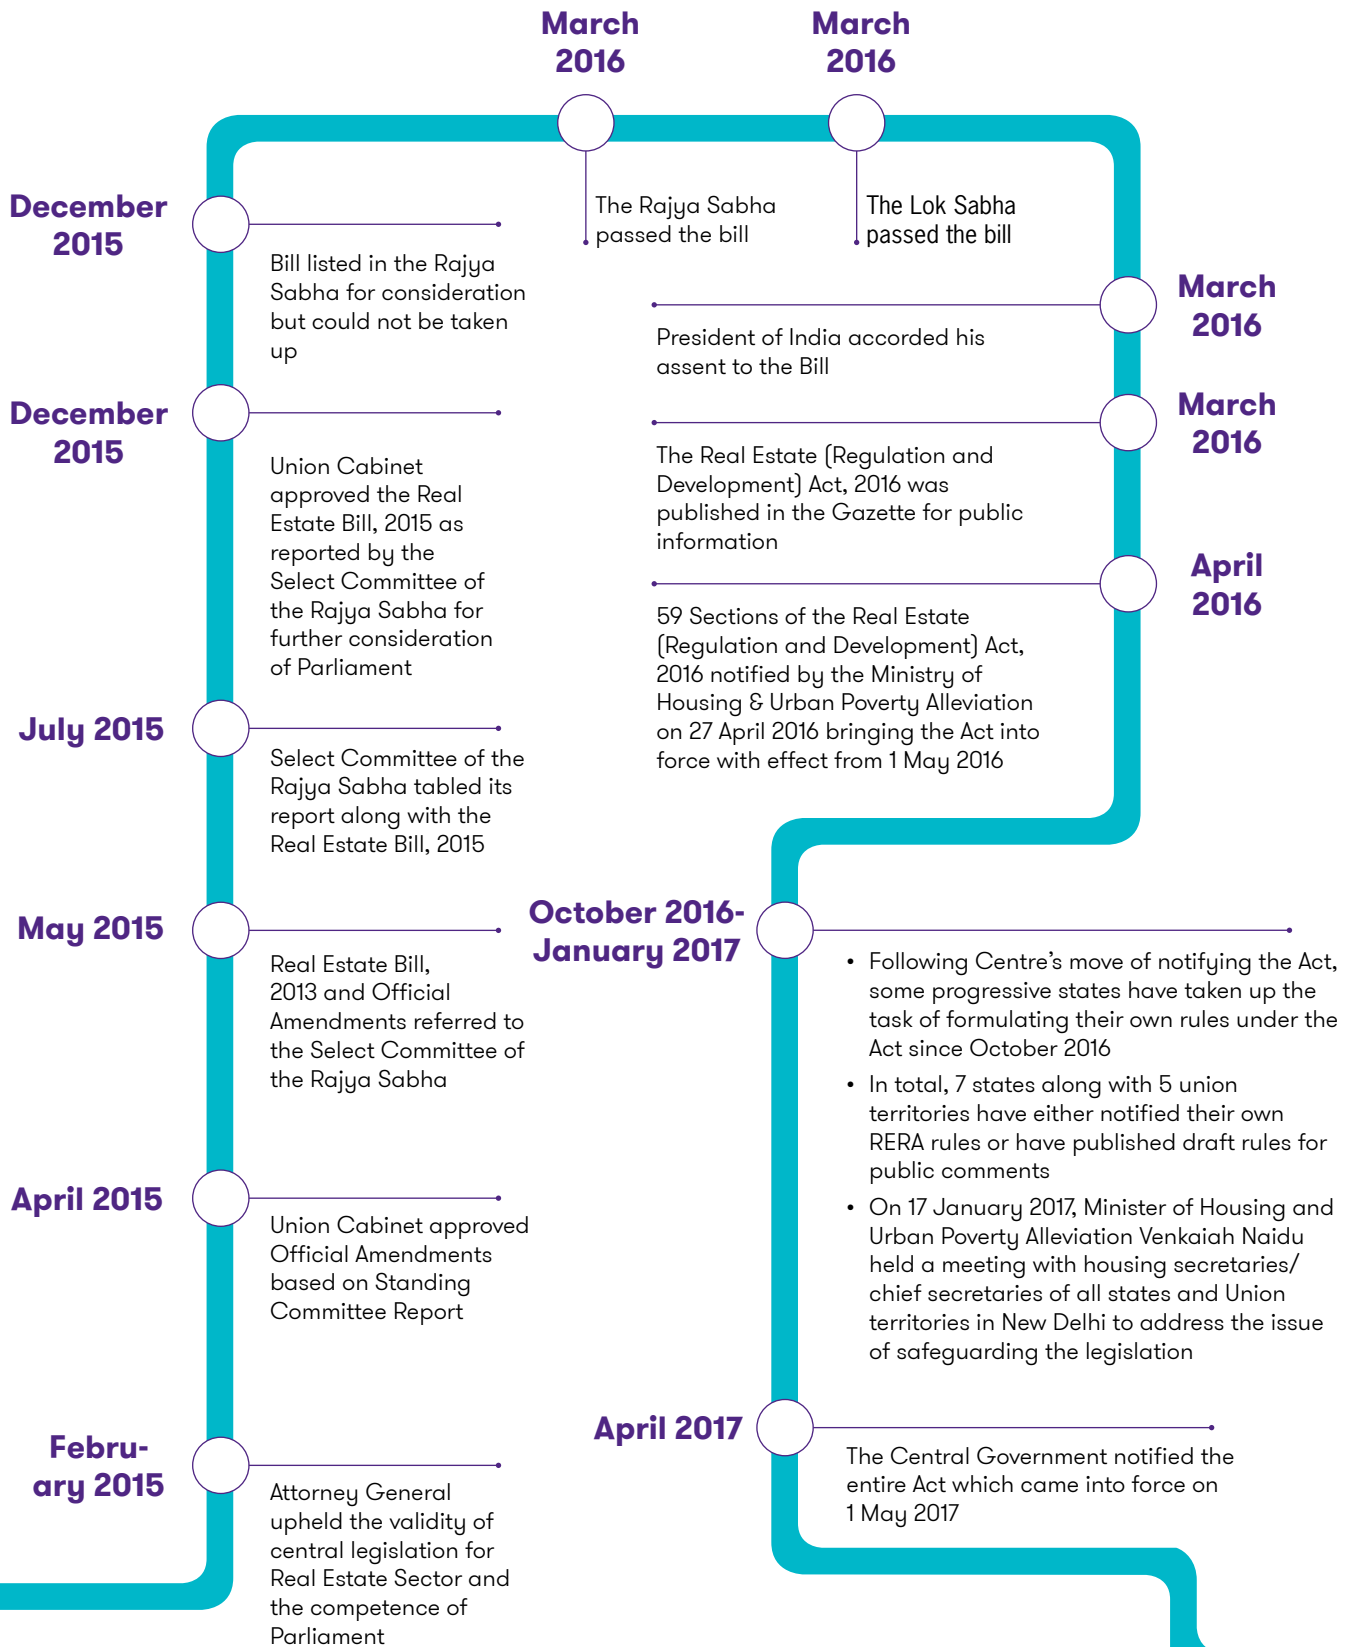 March
2016
March
2016
The Rajya Sabha
passed the bill
The Lok Sabha
passed the bill
December
2015
Bill listed in the Rajya
Sabha for consideration
but could not be taken
up
December
2015
Union Cabinet
approved the Real
Estate Bill, 2015 as
reported by the
Select Committee of
the Rajya Sabha for
further consideration
of Parliament
July 2015
Select Committee of the
Rajya Sabha tabled its
report along with the
Real Estate Bill, 2015
May 2015
Real Estate Bill,
2013 and Official
Amendments referred to
the Select Committee of
the Rajya Sabha
April 2015
Union Cabinet approved
Official Amendments
based on Standing
Committee Report
Febru-
ary 2015
Attorney General
upheld the validity of
central legislation for
Real Estate Sector and
the competence of
Parliament
March
2016
President of India accorded his
assent to the Bill
March
2016
The Real Estate (Regulation and
Development) Act, 2016 was
published in the Gazette for public
information
April
2016
59 Sections of the Real Estate
(Regulation and Development) Act,
2016 notified by the Ministry of
Housing & Urban Poverty Alleviation
on 27 April 2016 bringing the Act into
force with effect from 1 May 2016
October 2016-
January 2017
• Following Centre's move of notifying the Act,
some progressive states have taken up the
task of formulating their own rules under the
Act since October 2016
• In total, 7 states along with 5 union
territories have either notified their own
RERA rules or have published draft rules for
public comments
• On 17 January 2017, Minister of Housing and
Urban Poverty Alleviation Venkaiah Naidu
held a meeting with housing secretaries/
chief secretaries of all states and Union
territories in New Delhi to address the issue
of safeguarding the legislation
April 2017
The Central Government notified the
entire Act which came into force on
1 May 2017